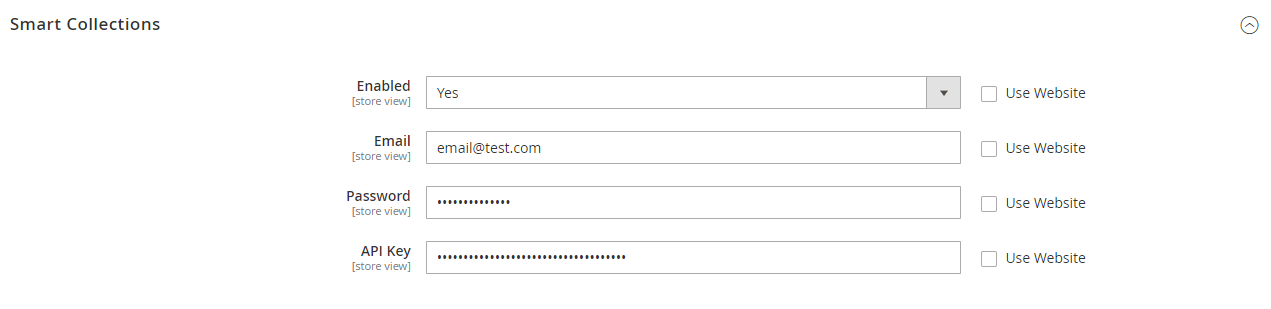 Smart Collections
Enabled
[store view]
Yes
Use Website
Email
[store view]
email@test.com
Use Website
Password
[store view]
••••••••••••••
Use Website
API Key
[store view]
••••••••••••••••••••••••••••••••••••
Use Website